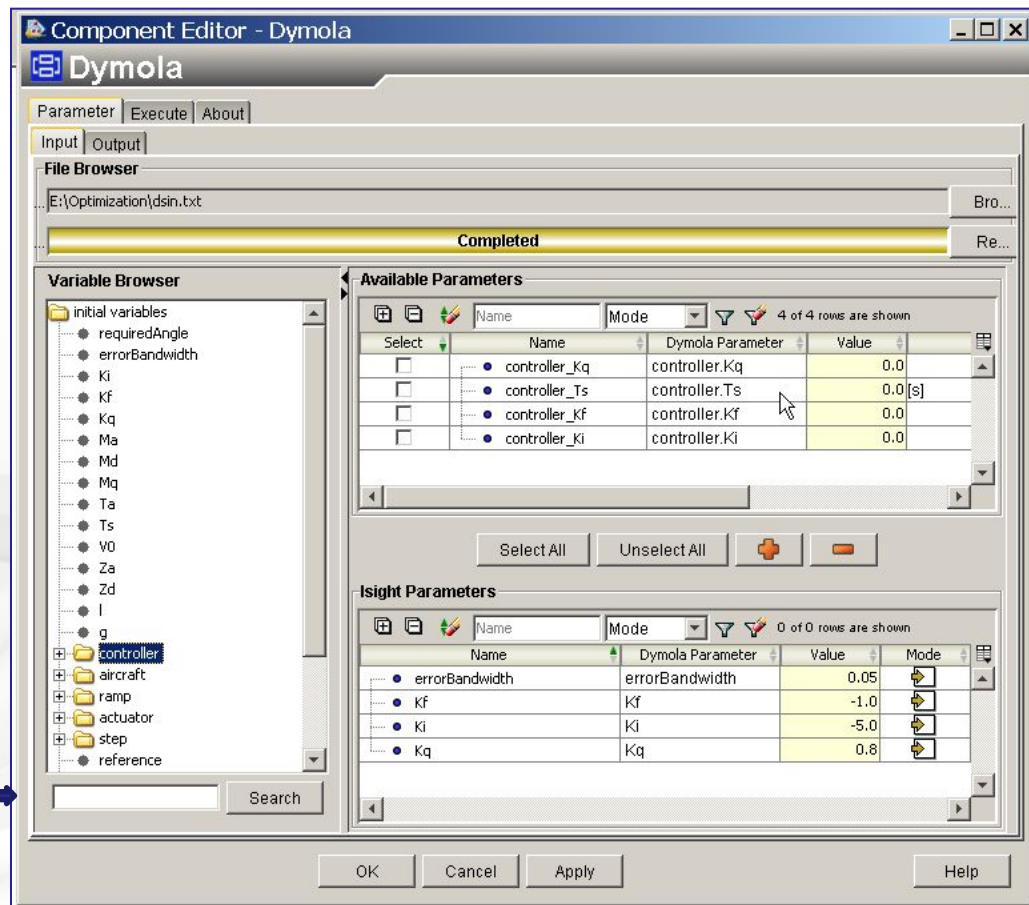 Component Editor - Dymola
Dymola
Parameter Execute About
Input Output
File Browser
... E:\Optimization\dsin.txt Bro...
... Completed Re...
Variable Browser
initial variables
requiredAngle
errorBandwidth
Ki
Kf
Kq
Ma
Md
Mq
Ta
Ts
V0
Za
Zd
l
g
controller
aircraft
ramp
actuator
step
reference
Search
Available Parameters
Name Mode 4 of 4 rows are shown
Select Name Dymola Parameter Value
controller_Kq controller.Kq 0.0
controller_Ts controller.Ts 0.0 [s]
controller_Kf controller.Kf 0.0
controller_Ki controller.Ki 0.0
Select All Unselect All
Isight Parameters
Name Mode 0 of 0 rows are shown
Name Dymola Parameter Value Mode
errorBandwidth errorBandwidth 0.05
Kf Kf -1.0
Ki Ki -5.0
Kq Kq 0.8
OK Cancel Apply Help